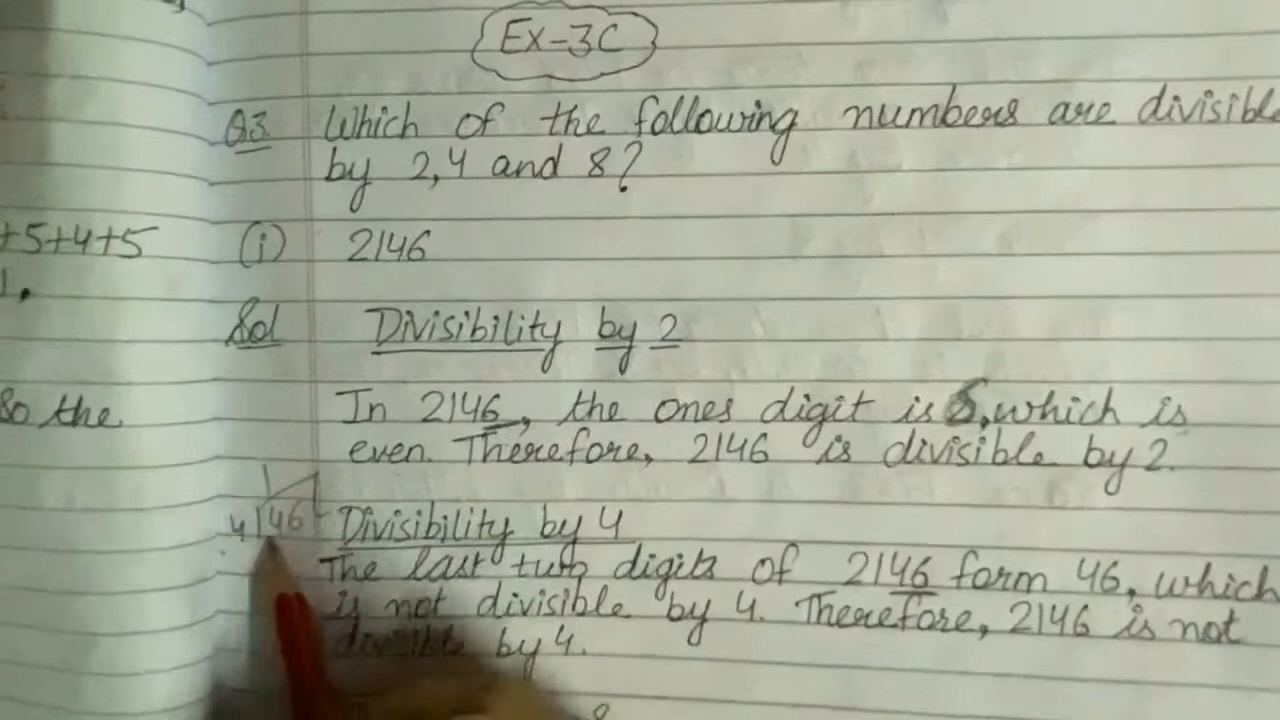 Ex-3C
Q3. Which of the following numbers are divisible
by 2,4 and 8?
+5+4+5
(i) 2146
1.
Sol Divisibility by 2
So the
In 2146, the ones digit is 6, which is
even. Therefore, 2146 is divisible by 2.
1
4 46 Divisibility by 4
The last two digits of 2146 form 46, which
is not divisible by 4. Therefore, 2146 is not
divisible by 4.
8